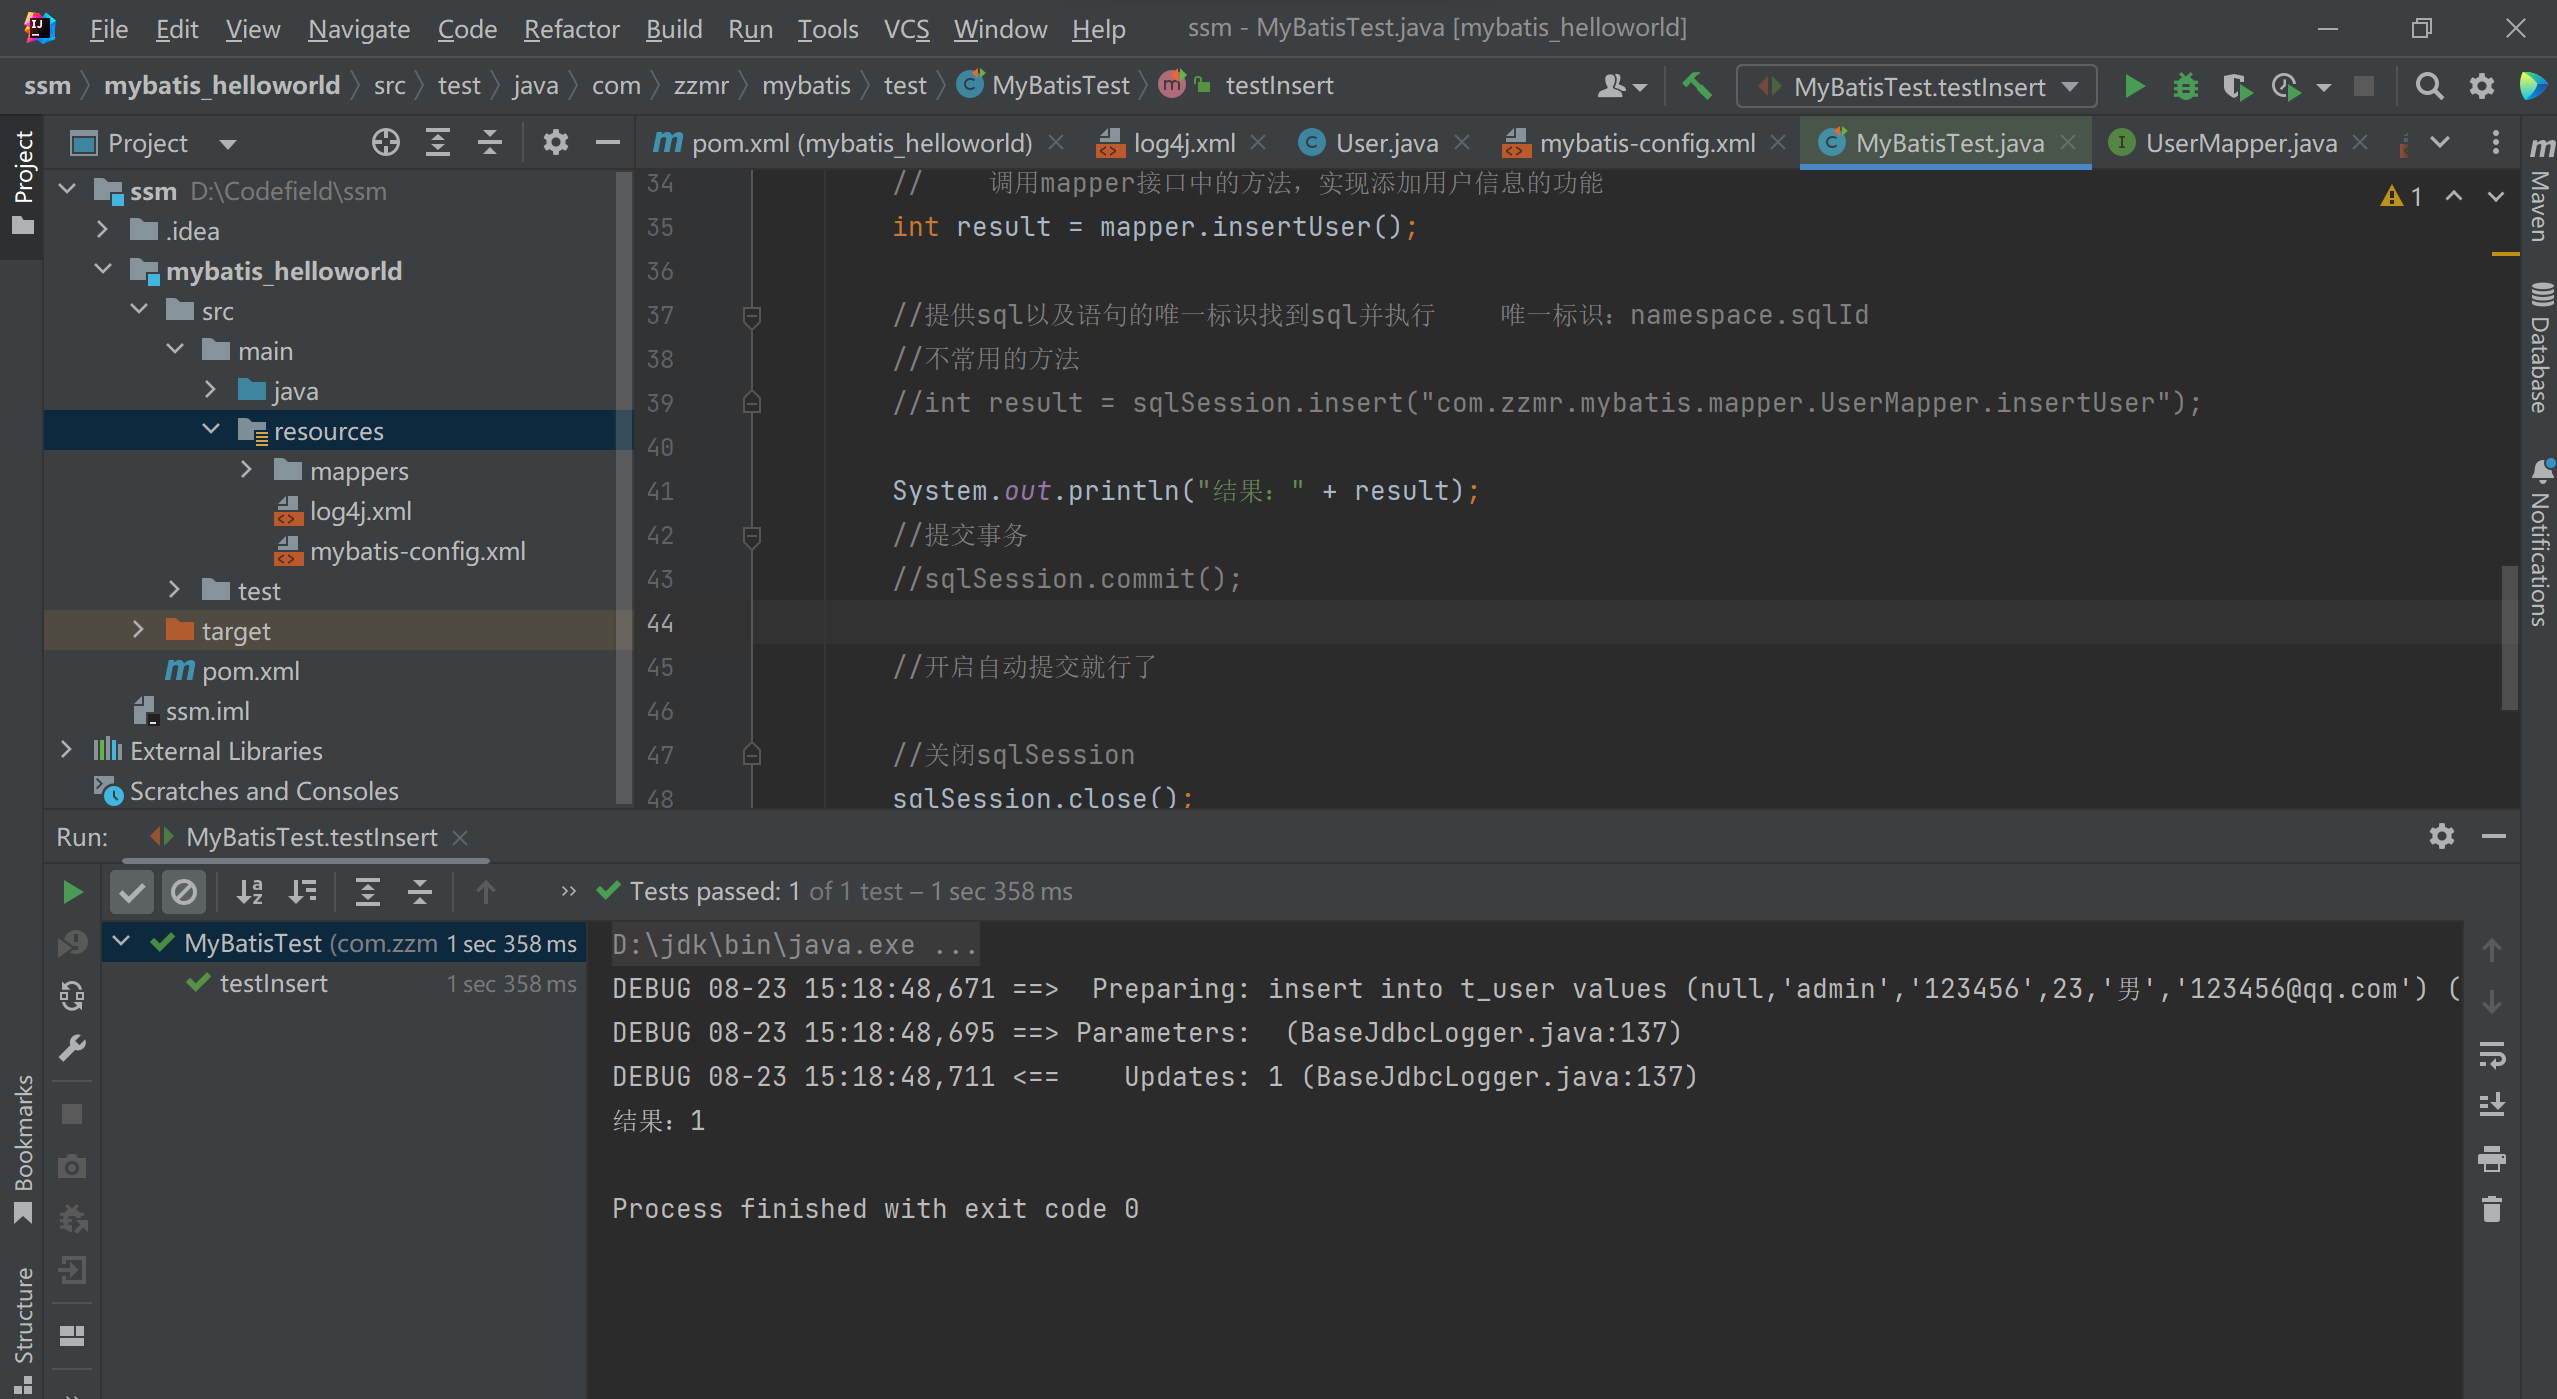 File Edit View Navigate Code Refactor Build Run Tools VCS Window Help ssm - MyBatisTest.java [mybatis_helloworld]
ssm mybatis_helloworld src test java com zzmr mybatis test MyBatisTest testInsert MyBatisTest.testInsert
Project
pom.xml (mybatis_helloworld) log4j.xml User.java mybatis-config.xml MyBatisTest.java UserMapper.java
Project
ssm D:\Codefield\ssm
.idea
mybatis_helloworld
src
main
java
resources
mappers
log4j.xml
mybatis-config.xml
test
target
pom.xml
ssm.iml
External Libraries
Scratches and Consoles
34 // 调用mapper接口中的方法，实现添加用户信息的功能
35 int result = mapper.insertUser();
36
37 //提供sql以及语句的唯一标识找到sql并执行 唯一标识：namespace.sqlId
38 //不常用的方法
39 //int result = sqlSession.insert("com.zzmr.mybatis.mapper.UserMapper.insertUser");
40
41 System.out.println("结果：" + result);
42 //提交事务
43 //sqlSession.commit();
44
45 //开启自动提交就行了
46
47 //关闭sqlSession
48 sqlSession.close();
1
Maven
Database
Notifications
Run: MyBatisTest.testInsert
Tests passed: 1 of 1 test – 1 sec 358 ms
MyBatisTest (com.zzm 1 sec 358 ms
testInsert 1 sec 358 ms
D:\jdk\bin\java.exe ...
DEBUG 08-23 15:18:48,671 ==>  Preparing: insert into t_user values (null,'admin','123456',23,'男','123456@qq.com') (
DEBUG 08-23 15:18:48,695 ==> Parameters:  (BaseJdbcLogger.java:137)
DEBUG 08-23 15:18:48,711 <==    Updates: 1 (BaseJdbcLogger.java:137)
结果：1
Process finished with exit code 0
Bookmarks
Structure